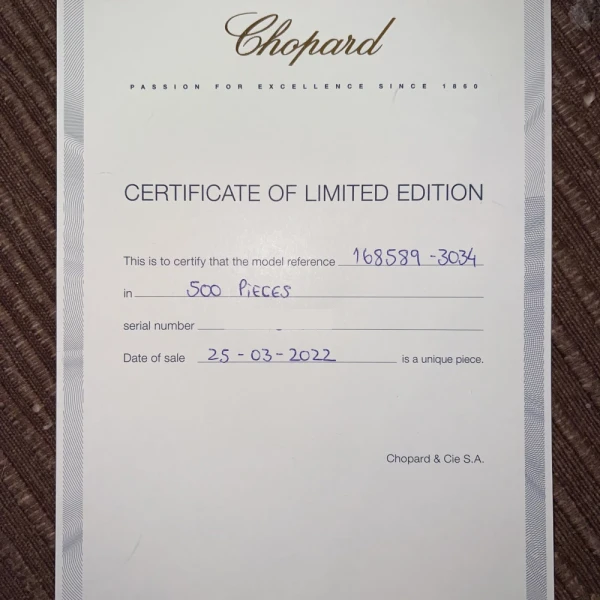 Chopard
PASSION FOR EXCELLENCE SINCE 1860
CERTIFICATE OF LIMITED EDITION
This is to certify that the model reference 168589-3034
in 500 PiECES
serial number
Date of sale 25-03-2022 is a unique piece.
Chopard & Cie S.A.